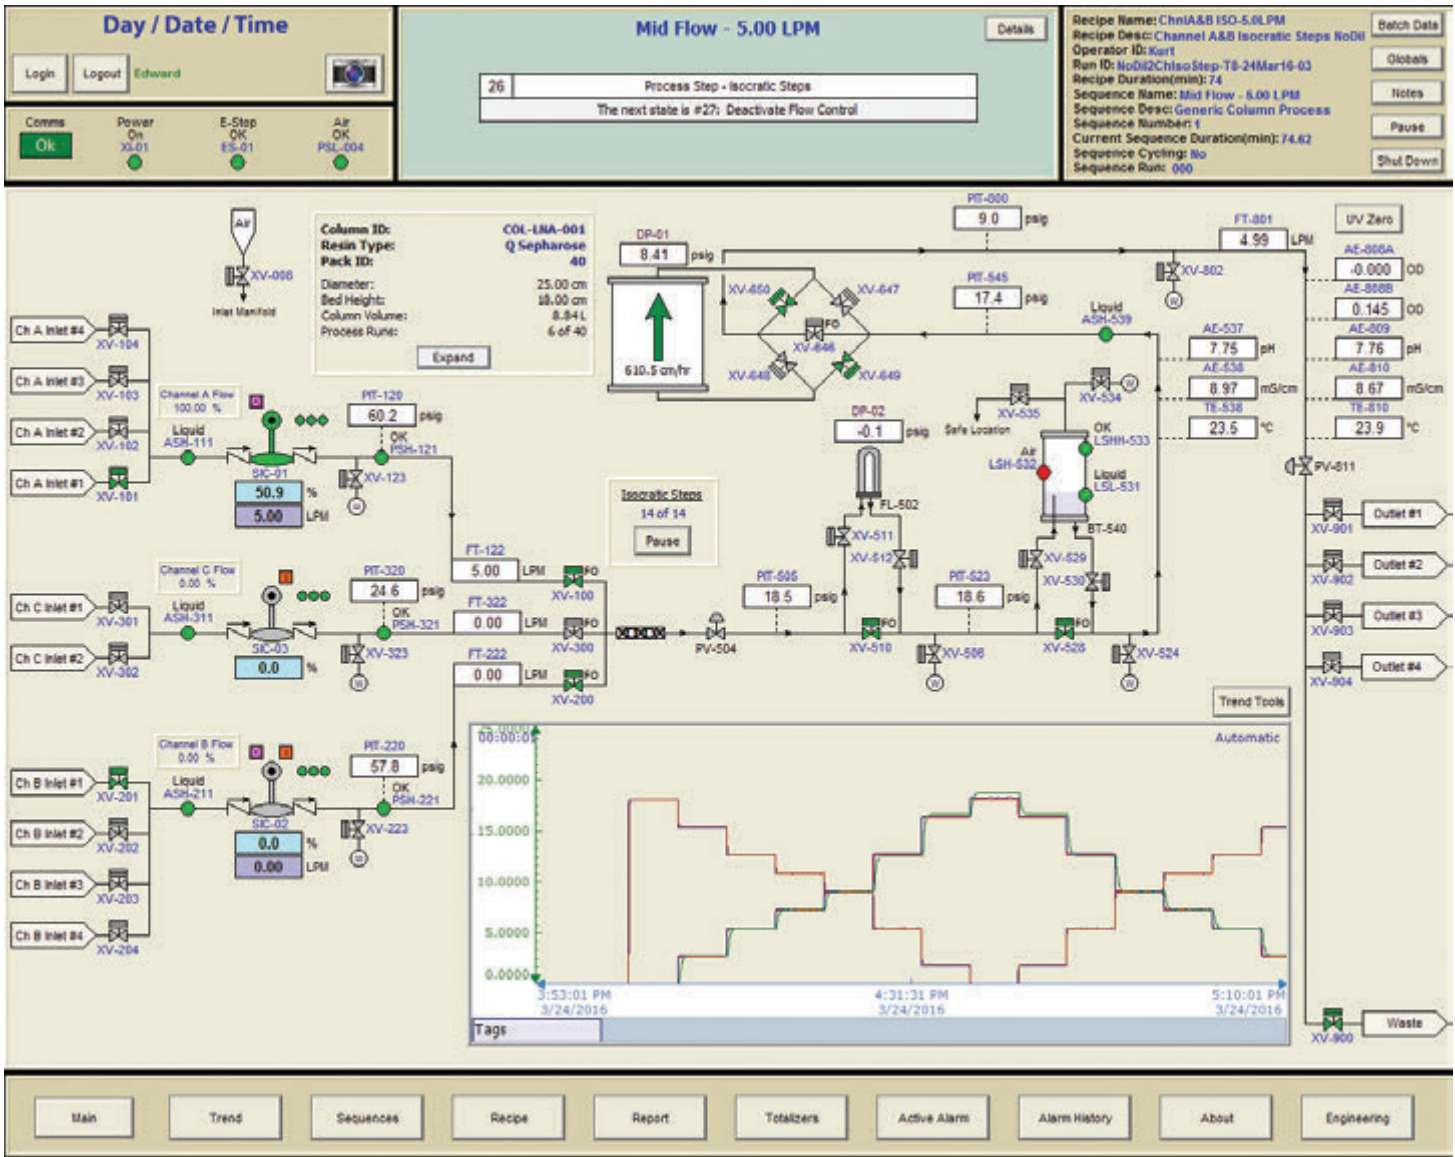 Day / Date / Time
Login
Logout
Edward
Comms
Ok
Power
On
XI-01
E-Stop
OK
ES-01
Air
OK
PSL-004
Mid Flow - 5.00 LPM
Details
26
Process Step - Isocratic Steps
The next state is #27: Deactivate Flow Control
Recipe Name: ChnlA&B ISO-5.0LPM
Recipe Desc: Channel A&B Isocratic Steps NoDil
Operator ID: Kurt
Run ID: NoDil2ChIsoStep-T8-24Mar16-03
Recipe Duration(min): 74
Sequence Name: Mid Flow - 5.00 LPM
Sequence Desc: Generic Column Process
Sequence Number: 1
Current Sequence Duration(min): 74.62
Sequence Cycling: No
Sequence Run: 000
Batch Data
Globals
Notes
Pause
Shut Down
Air
XV-008
Inlet Manifold
Column ID: COL-LNA-001
Resin Type: Q Sepharose
Pack ID: 40
Diameter: 25.00 cm
Bed Height: 18.00 cm
Column Volume: 8.84 L
Process Runs: 6 of 40
Expand
DP-01
8.41 psig
610.5 cm/hr
XV-650
XV-647
FO
XV-646
XV-648
XV-649
PIT-800
9.0 psig
PIT-545
17.4 psig
Liquid
ASH-539
XV-802
W
FT-801
4.99 LPM
UV Zero
AE-808A
-0.000 OD
AE-808B
0.145 OD
AE-537
7.75 pH
AE-809
7.76 pH
AE-538
8.97 mS/cm
AE-810
8.67 mS/cm
TE-538
23.5 °C
TE-810
23.9 °C
PV-811
Ch A Inlet #4
XV-104
Ch A Inlet #3
XV-103
Ch A Inlet #2
XV-102
Ch A Inlet #1
XV-101
Channel A Flow
100.00 %
Liquid
ASH-111
SIC-01
50.9 %
5.00 LPM
PIT-120
60.2 psig
OK
PSH-121
XV-123
W
DP-02
-0.1 psig
FL-502
XV-511
XV-512
XV-535
Safe Location
XV-534
W
OK
LSHH-533
Air
LSH-532
Liquid
LSL-531
BT-540
XV-529
XV-530
Isocratic Steps
14 of 14
Pause
Ch C Inlet #1
XV-301
Ch C Inlet #2
XV-302
Channel C Flow
0.00 %
I
Liquid
ASH-311
SIC-03
0.0 %
PIT-320
24.6 psig
OK
PSH-321
XV-323
W
FT-122
5.00 LPM
FO
XV-100
FT-322
0.00 LPM
FO
XV-300
FT-222
0.00 LPM
FO
XV-200
PV-504
PIT-505
18.5 psig
FO
XV-510
PIT-523
18.6 psig
XV-506
W
FO
XV-528
XV-524
W
Outlet #1
XV-901
Outlet #2
XV-902
Outlet #3
XV-903
Outlet #4
XV-904
Ch B Inlet #1
XV-201
Ch B Inlet #2
XV-202
Ch B Inlet #3
XV-203
Ch B Inlet #4
XV-204
Channel B Flow
0.00 %
I
Liquid
ASH-211
SIC-02
0.0 %
0.00 LPM
PIT-220
57.8 psig
OK
PSH-221
XV-223
W
Trend Tools
25.0000
Automatic
20.0000
15.0000
10.0000
5.0000
0.0000
3:53:01 PM
3/24/2016
4:31:31 PM
3/24/2016
5:10:01 PM
3/24/2016
Tags
XV-900
Waste
Main
Trend
Sequences
Recipe
Report
Totalizers
Active Alarm
Alarm History
About
Engineering